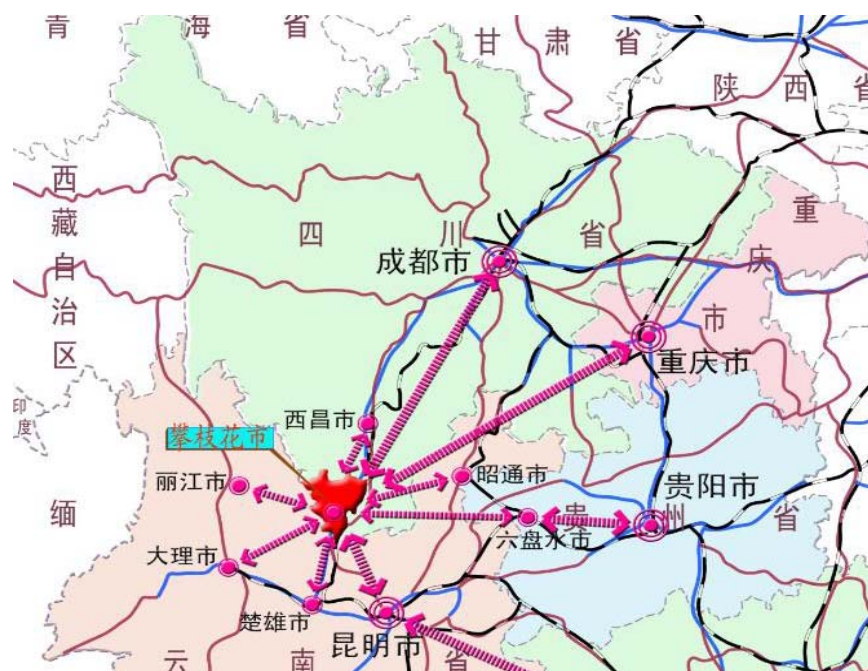 青海省
甘肃省
陕西省
西藏自治区
四川省
重庆市
成都市
重庆市
印度
西昌市
攀枝花市
丽江市
昭通市
贵阳市
缅
贵州省
六盘水市
大理市
楚雄市
昆明市
云南省